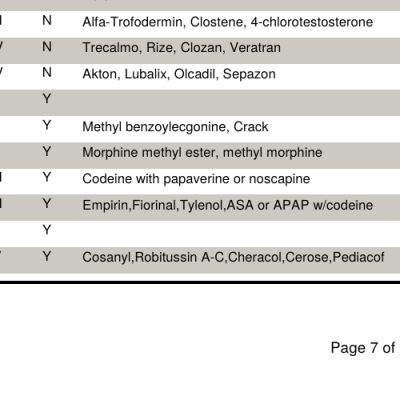 N Alfa-Trofodermin, Clostene, 4-chlorotestosterone
N Trecalmo, Rize, Clozan, Veratran
N Akton, Lubalix, Olcadil, Sepazon
Y
Y Methyl benzoylecgonine, Crack
Y Morphine methyl ester, methyl morphine
Y Codeine with papaverine or noscapine
Y Empirin,Fiorinal,Tylenol,ASA or APAP w/codeine
Y
Y Cosanyl,Robitussin A-C,Cheracol,Cerose,Pediacof
Page 7 of